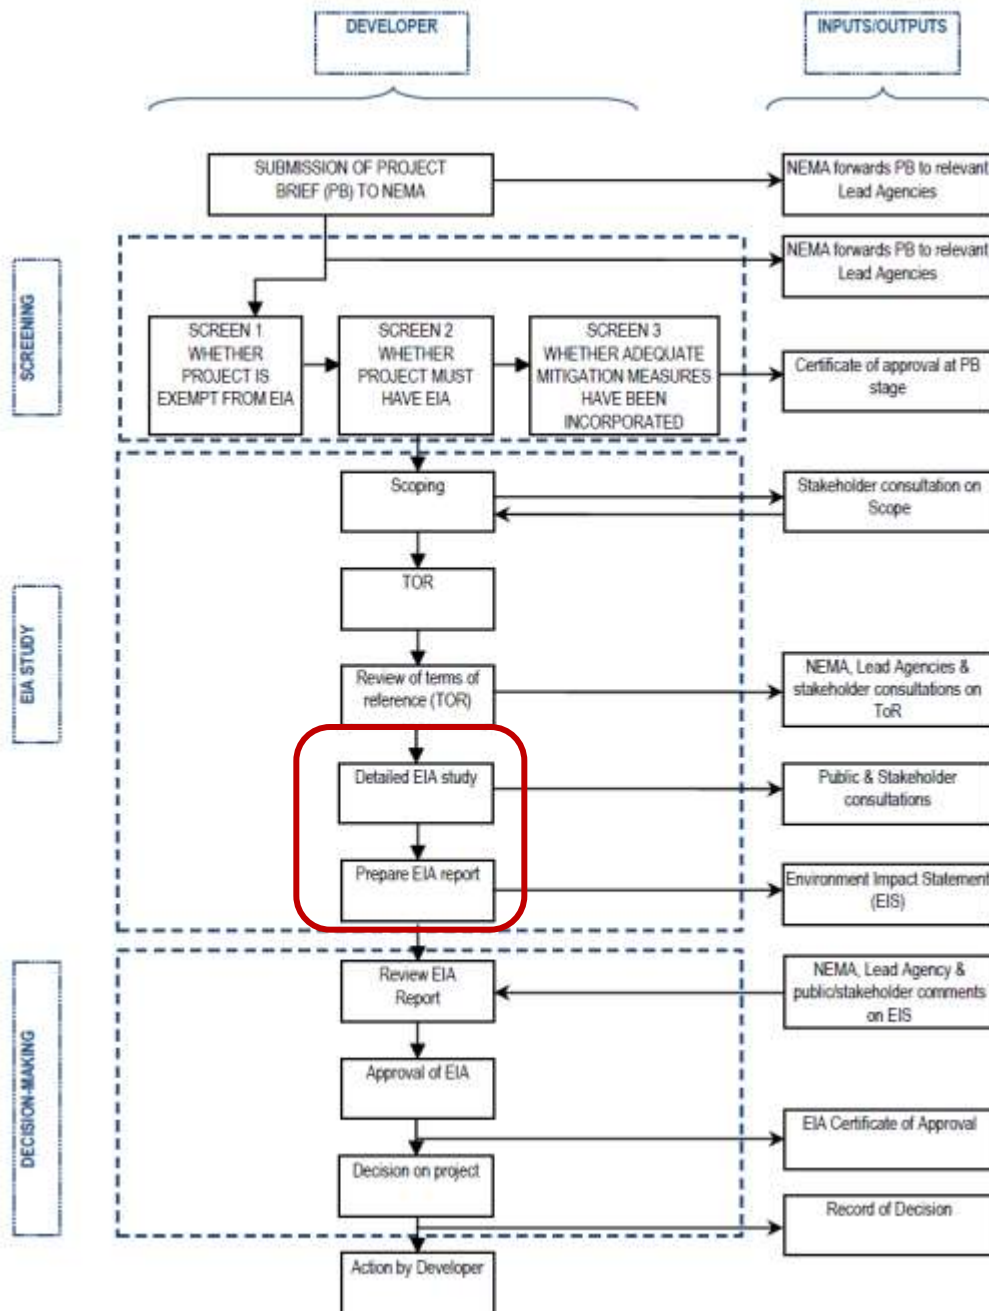 DEVELOPER
INPUTS/OUTPUTS
SUBMISSION OF PROJECT
BRIEF (PB) TO NEMA
NEMA forwards PB to relevant
Lead Agencies
NEMA forwards PB to relevant
Lead Agencies
SCREENING
SCREEN 1
WHETHER
PROJECT IS
EXEMPT FROM EIA
SCREEN 2
WHETHER
PROJECT MUST
HAVE EIA
SCREEN 3
WHETHER ADEQUATE
MITIGATION MEASURES
HAVE BEEN
INCORPORATED
Certificate of approval at PB
stage
Scoping
Stakeholder consultation on
Scope
TOR
EIA STUDY
Review of terms of
reference (TOR)
NEMA, Lead Agencies &
stakeholder consultations on
ToR
Detailed EIA study
Public & Stakeholder
consultations
Prepare EIA report
Environment Impact Statement
(EIS)
DECISION-MAKING
Review EIA
Report
NEMA, Lead Agency &
public/stakeholder comments
on EIS
Approval of EIA
EIA Certificate of Approval
Decision on project
Record of Decision
Action by Developer